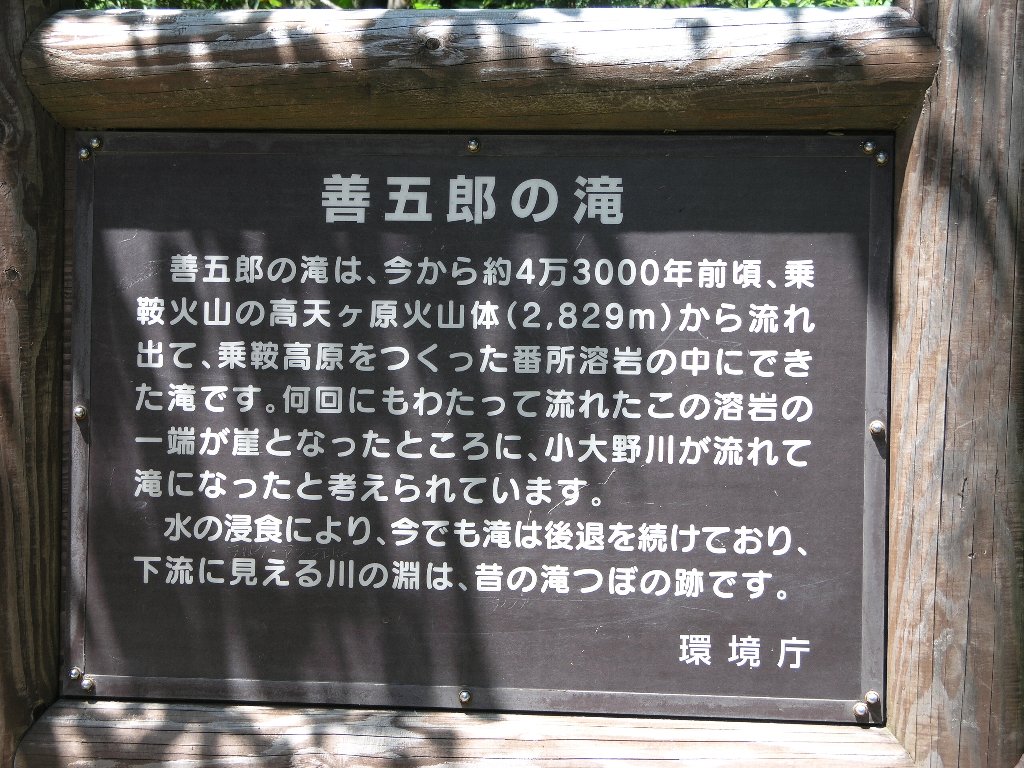 善五郎の滝
善五郎の滝は、今から約4万3000年前頃、乗
鞍火山の高天ヶ原火山体(2,829m)から流れ
出て、乗鞍高原をつくった番所溶岩の中にでき
た滝です。何回にもわたって流れたこの溶岩の
一端が崖となったところに、小大野川が流れて
滝になったと考えられています。
水の浸食により、今でも滝は後退を続けており、
下流に見える川の淵は、昔の滝つぼの跡です。
環境庁